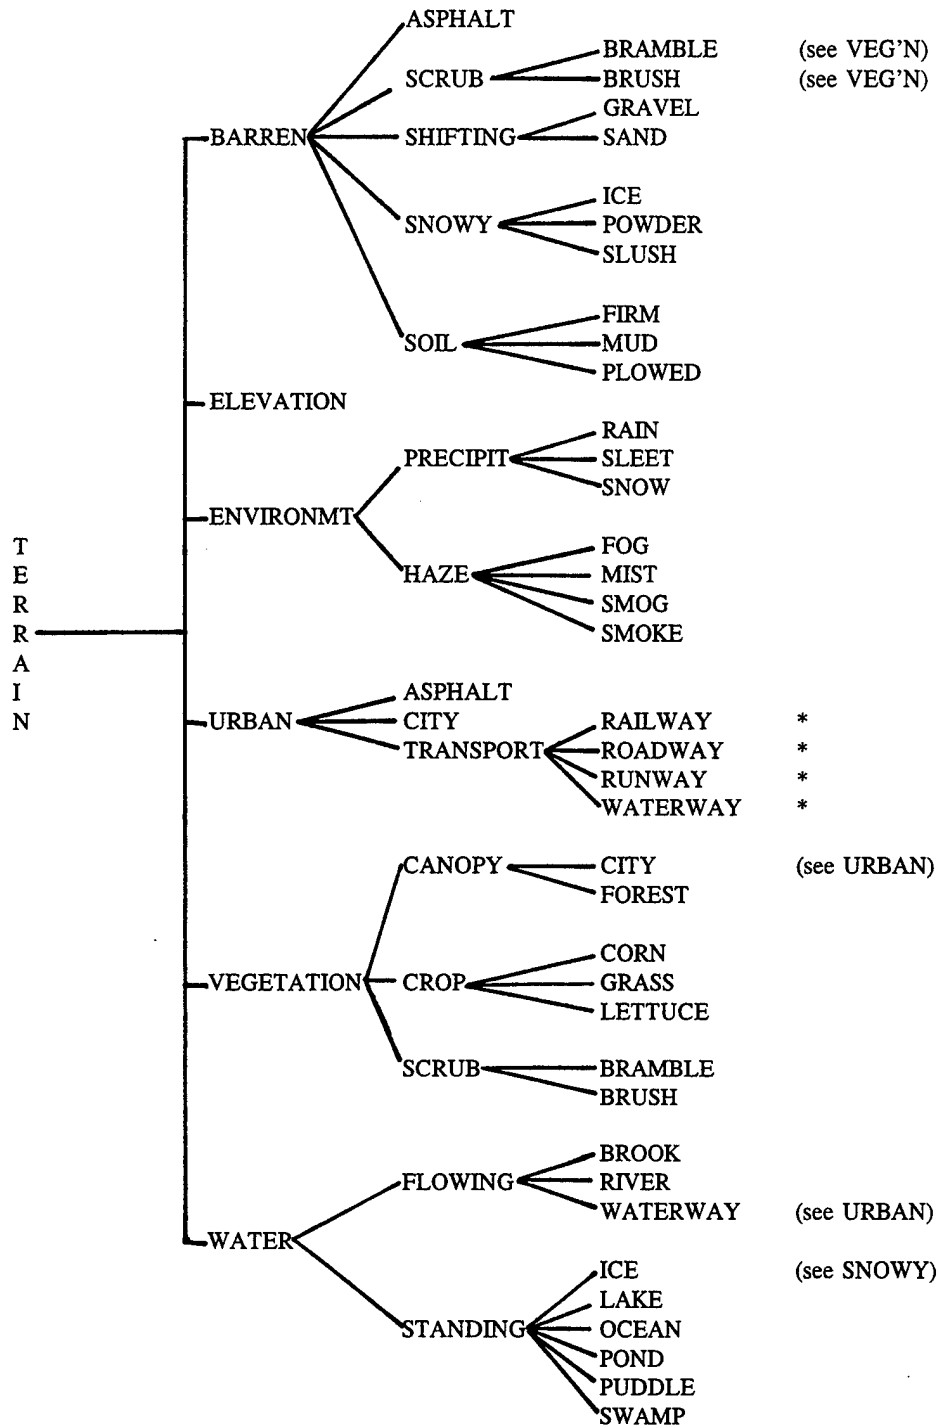 ASPHALT
SCRUB
BRAMBLE (see VEG'N)
BRUSH (see VEG'N)
BARREN
SHIFTING
GRAVEL
SAND
SNOWY
ICE
POWDER
SLUSH
SOIL
FIRM
MUD
PLOWED
ELEVATION
ENVIRONMT
PRECIPIT
RAIN
SLEET
SNOW
HAZE
FOG
MIST
SMOG
SMOKE
TERRAIN
URBAN
ASPHALT
CITY
TRANSPORT
RAILWAY *
ROADWAY *
RUNWAY *
WATERWAY *
VEGETATION
CANOPY
CITY (see URBAN)
FOREST
CROP
CORN
GRASS
LETTUCE
SCRUB
BRAMBLE
BRUSH
WATER
FLOWING
BROOK
RIVER
WATERWAY (see URBAN)
STANDING
ICE (see SNOWY)
LAKE
OCEAN
POND
PUDDLE
SWAMP